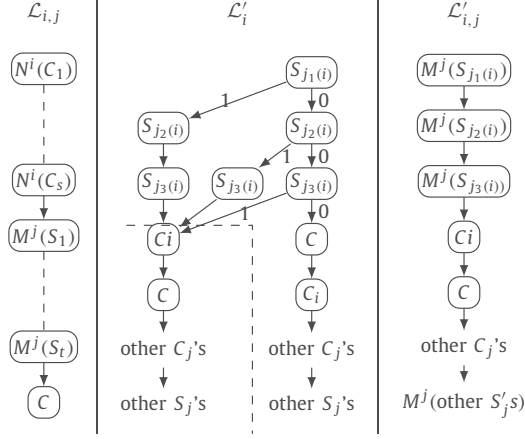 ℒ_{i,j}
N^i(C_1)
N^i(C_s)
M^j(S_1)
M^j(S_t)
C
ℒ'_i
S_{j_1(i)}
1 0
S_{j_2(i)} S_{j_2(i)}
1 0
S_{j_3(i)} S_{j_3(i)} S_{j_3(i)}
1 0
Ci C
C C_i
other C_j's other C_j's
other S_j's other S_j's
ℒ'_{i,j}
M^j(S_{j_1(i)})
M^j(S_{j_2(i)})
M^j(S_{j_3(i))})
Ci
C
other C_j's
M^j(other S'_j s)